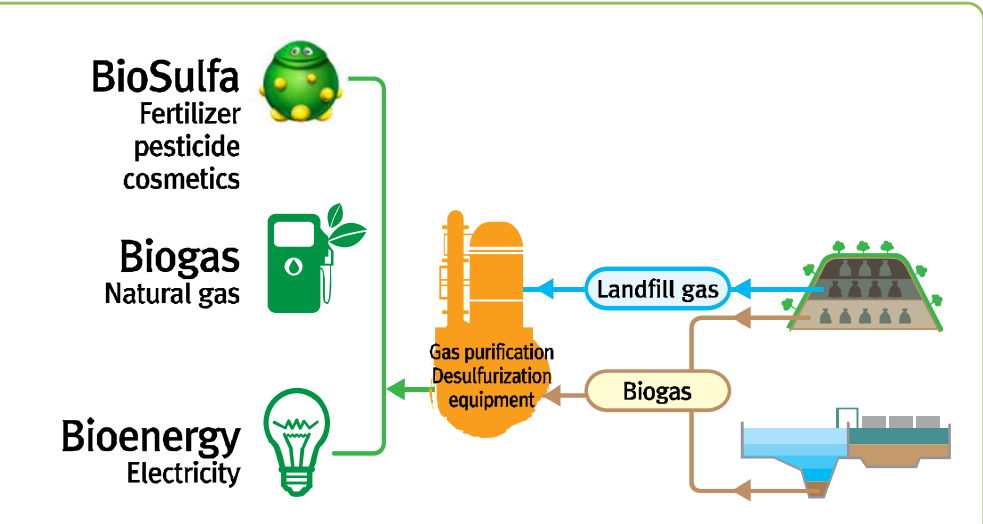 BioSulfa
Fertilizer
pesticide
cosmetics
Biogas
Natural gas
Bioenergy
Electricity
Gas purification
Desulfurization
equipment
Landfill gas
Biogas